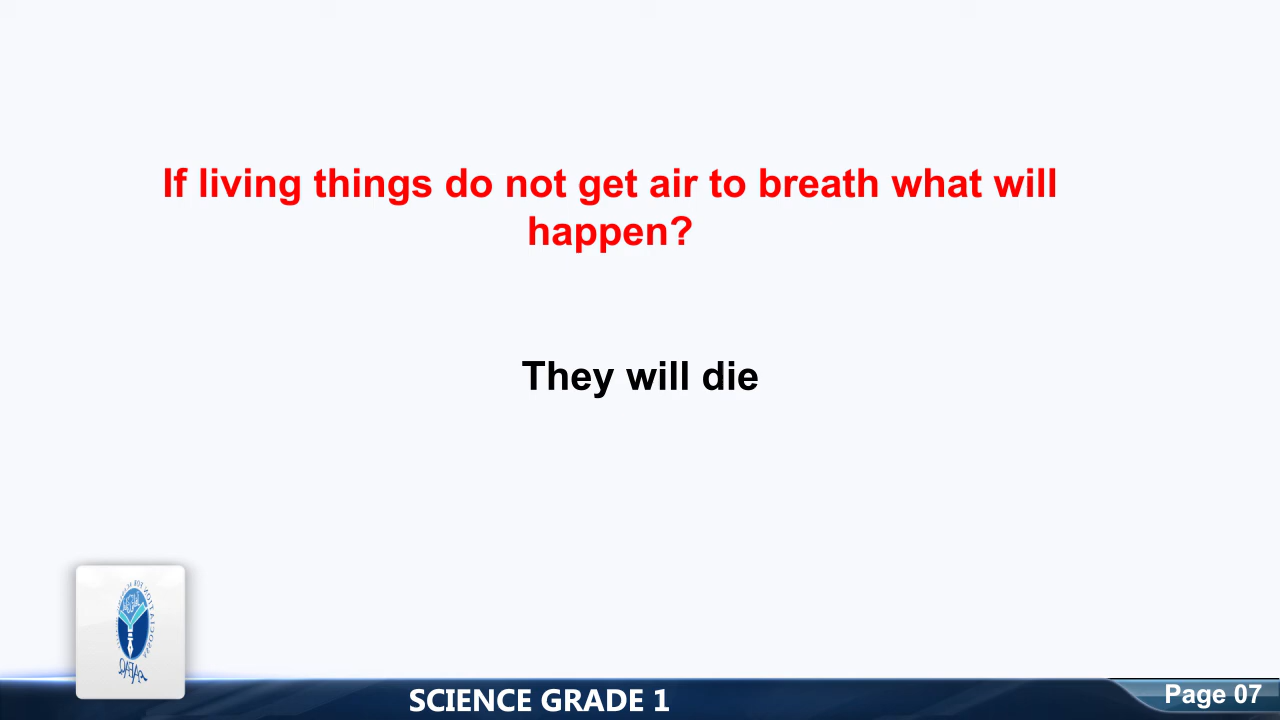 If living things do not get air to breath what will
happen?
They will die
SCIENCE GRADE 1
Page 07